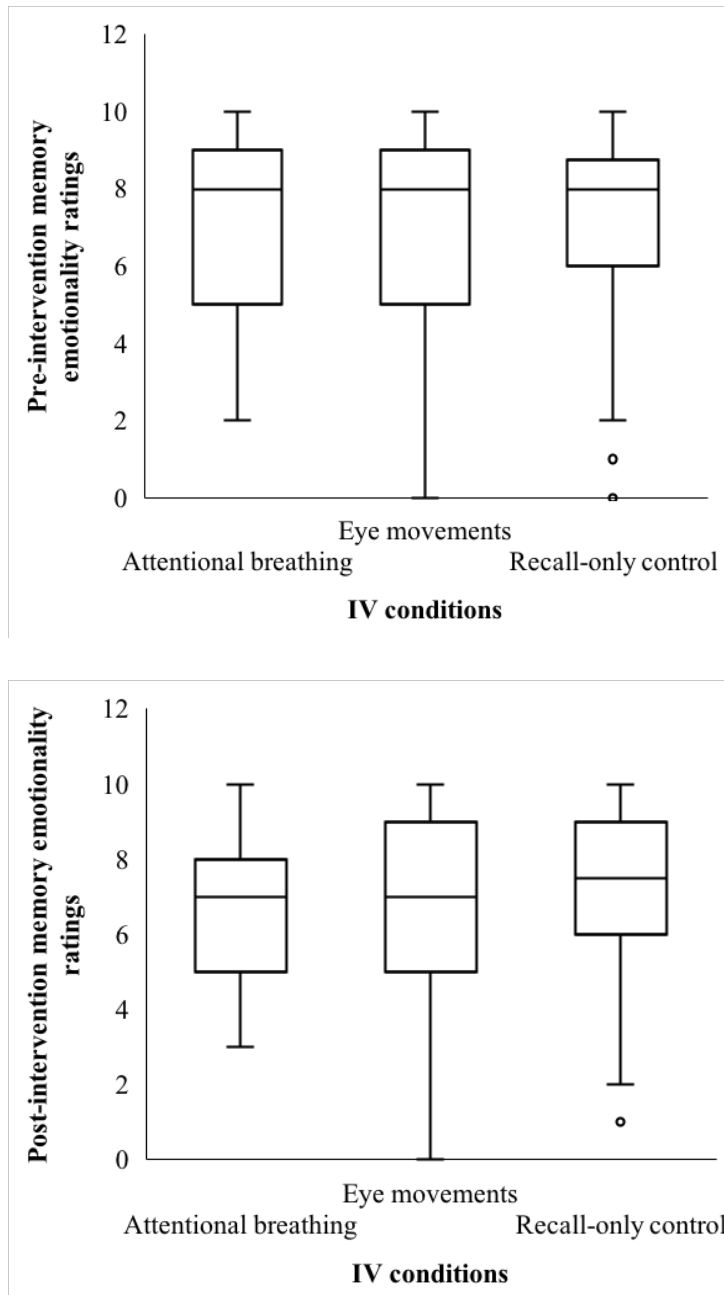 Pre-intervention memory
emotionality ratings
12
10
8
6
4
2
0
Eye movements
Attentional breathing
Recall-only control
IV conditions
Post-intervention memory emotionality
ratings
12
10
8
6
4
2
0
Eye movements
Attentional breathing
Recall-only control
IV conditions